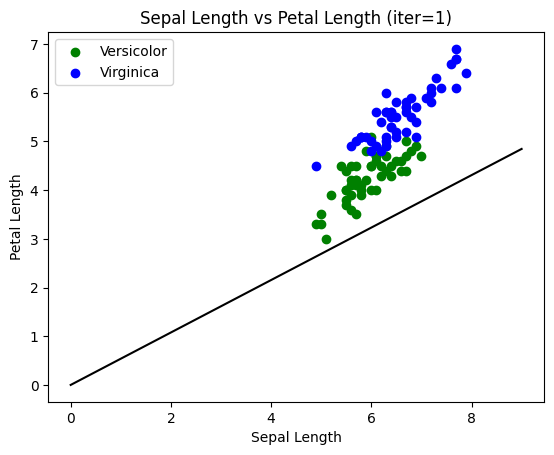 Sepal Length vs Petal Length (iter=1)
Versicolor
Virginica
7
6
5
4
3
2
1
0
Petal Length
0 2 4 6 8
Sepal Length